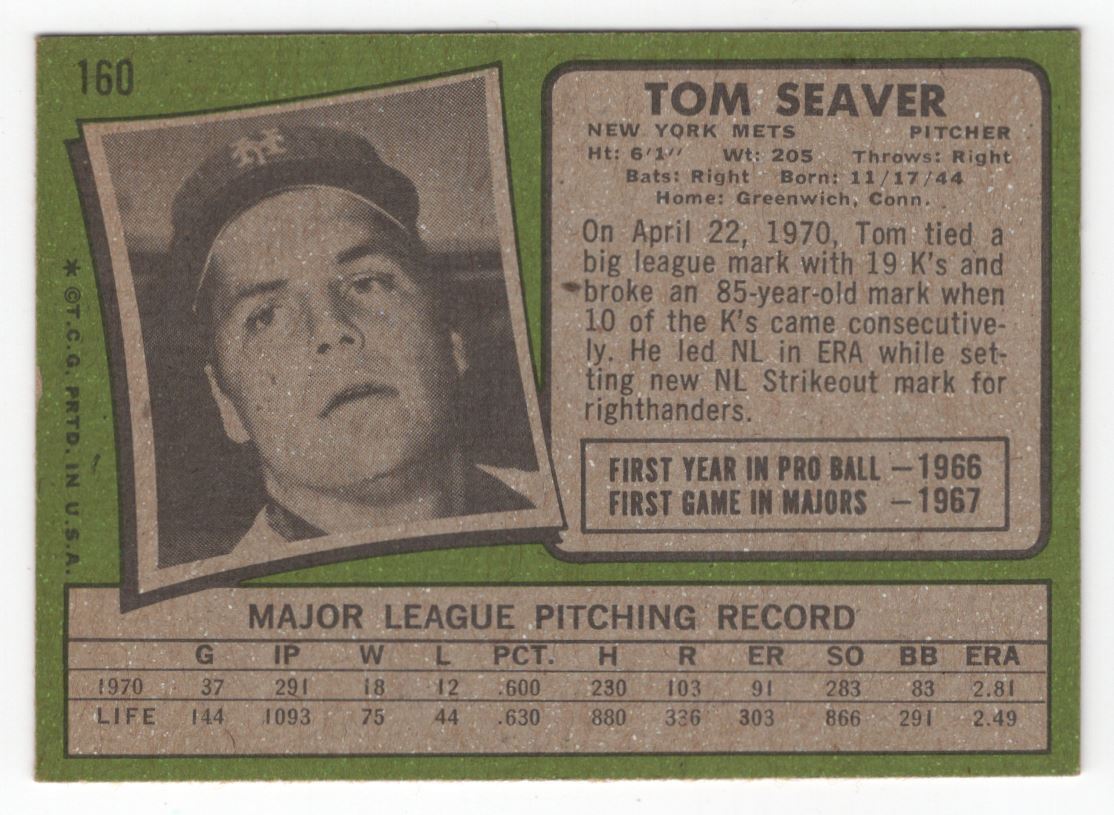 160
TOM SEAVER
NEW YORK METS PITCHER
Ht: 6'1" Wt: 205 Throws: Right
Bats: Right Born: 11/17/44
Home: Greenwich, Conn.
On April 22, 1970, Tom tied a
big league mark with 19 K's and
broke an 85-year-old mark when
10 of the K's came consecutive-
ly. He led NL in ERA while set-
ting new NL Strikeout mark for
righthanders.
FIRST YEAR IN PRO BALL —1966
FIRST GAME IN MAJORS —1967
NY
* ©T.C.G. PRTD. IN U.S.A.
MAJOR LEAGUE PITCHING RECORD
G IP W L PCT. H R ER SO BB ERA
1970 37 291 18 12 .600 230 103 91 283 83 2.81
LIFE 144 1093 75 44 .630 880 336 303 866 291 2.49